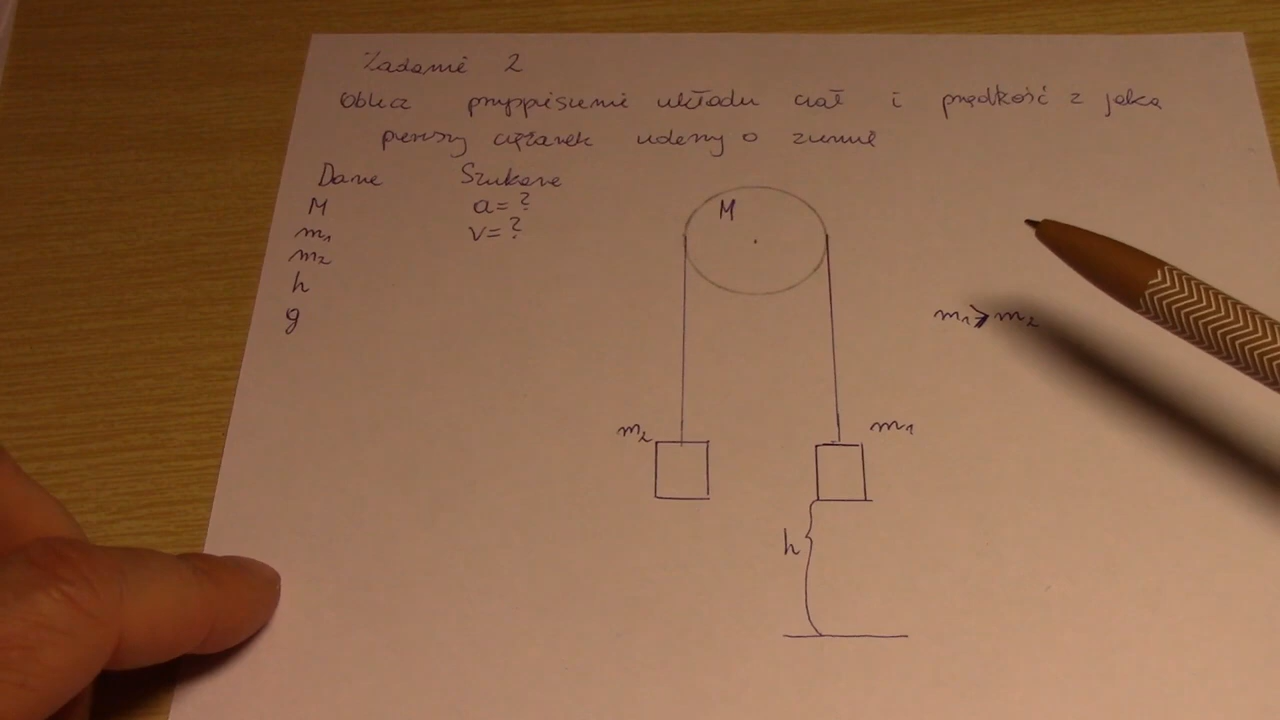 Zadanie 2
Oblicz przyspieszenie układu ciał i prędkość z jaką
pierwszy ciężarek uderzy o ziemię
Dane Szukane
M a=?
m₁ v=?
m₂
h
g
M
m₁>m₂
m₂ m₁
h